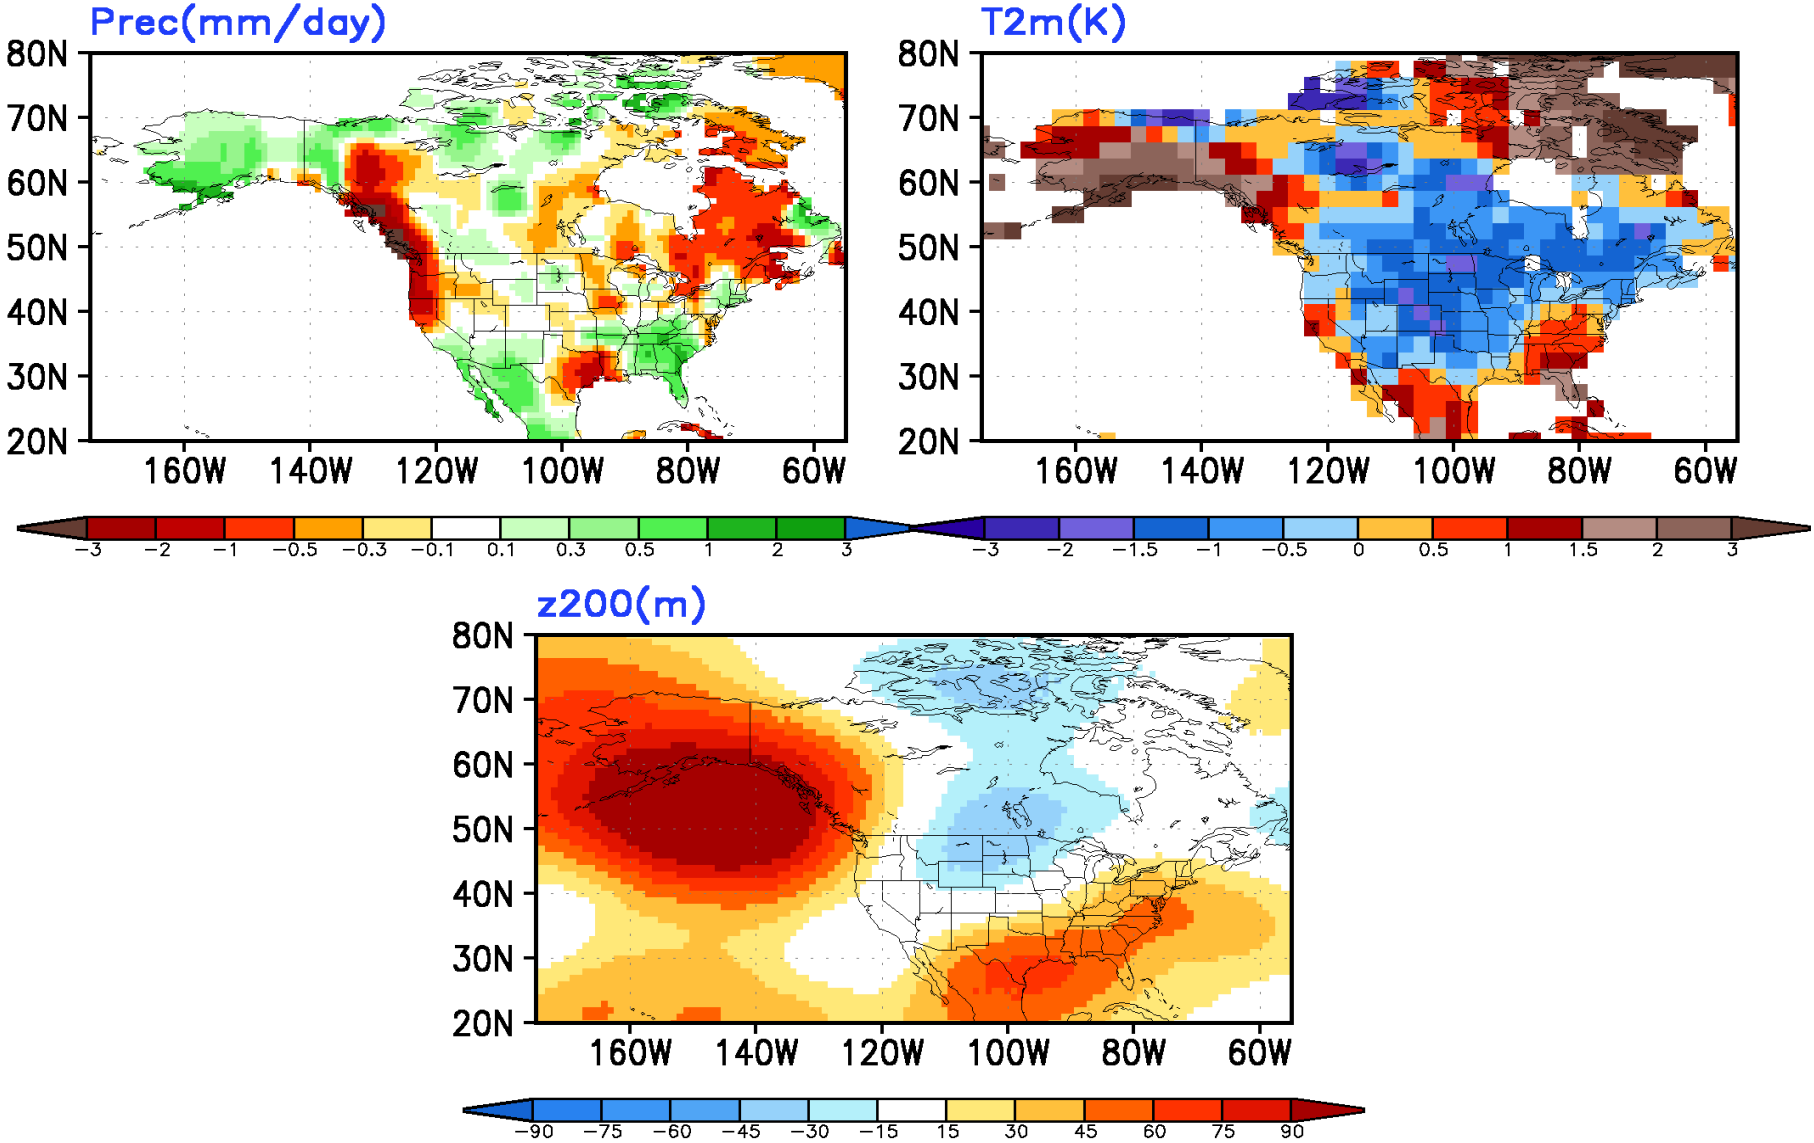 Prec(mm/day)
T2m(K)
80N
70N
60N
50N
40N
30N
20N
160W 140W 120W 100W 80W 60W
80N
70N
60N
50N
40N
30N
20N
160W 140W 120W 100W 80W 60W
-3 -2 -1 -0.5 -0.3 -0.1 0.1 0.3 0.5 1 2 3
-3 -2 -1.5 -1 -0.5 0 0.5 1 1.5 2 3
z200(m)
80N
70N
60N
50N
40N
30N
20N
160W 140W 120W 100W 80W 60W
-90 -75 -60 -45 -30 -15 15 30 45 60 75 90